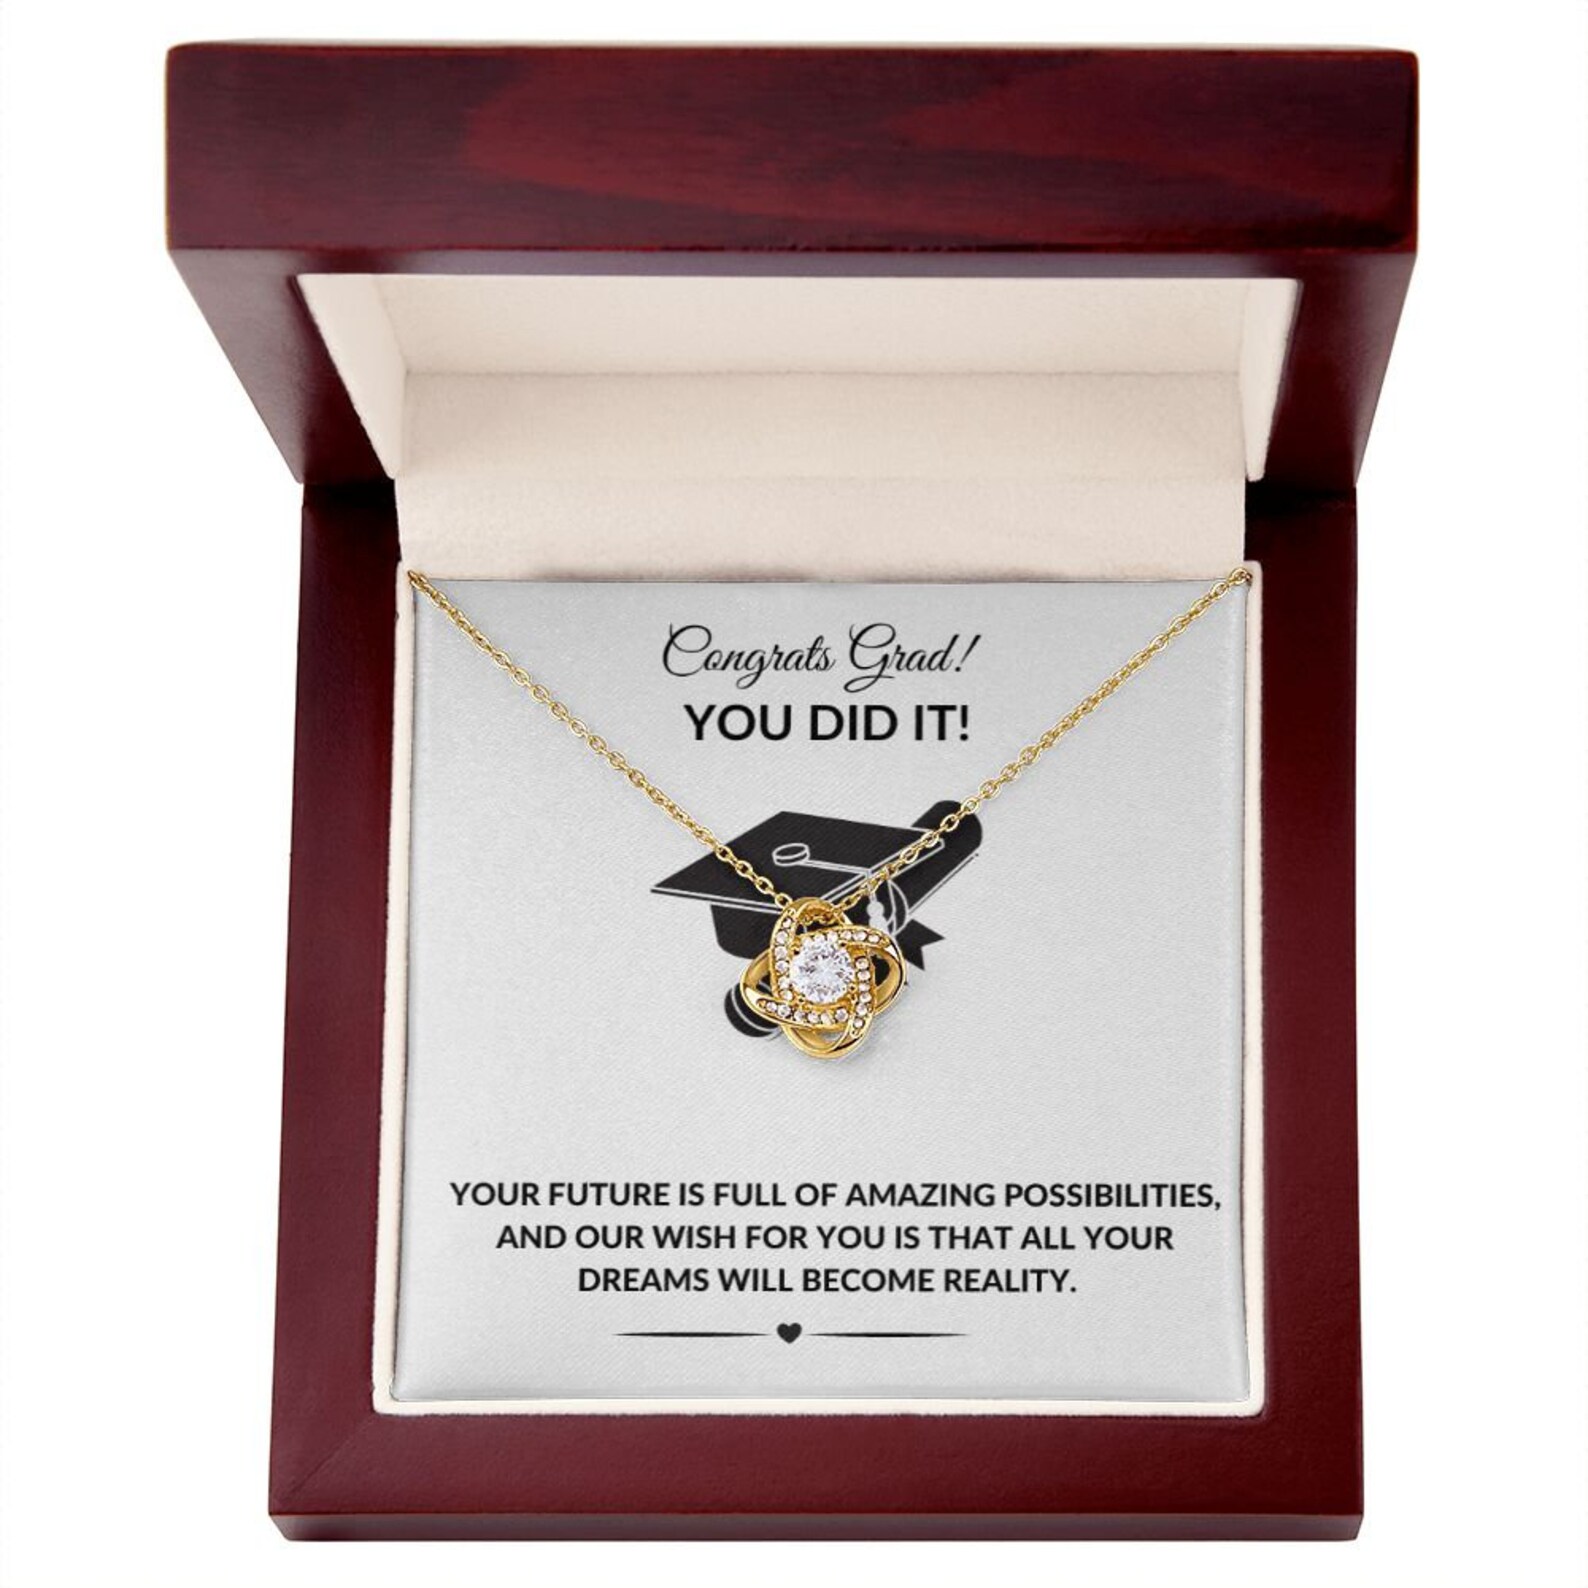 Congrats Grad!
YOU DID IT!
YOUR FUTURE IS FULL OF AMAZING POSSIBILITIES,
AND OUR WISH FOR YOU IS THAT ALL YOUR
DREAMS WILL BECOME REALITY.